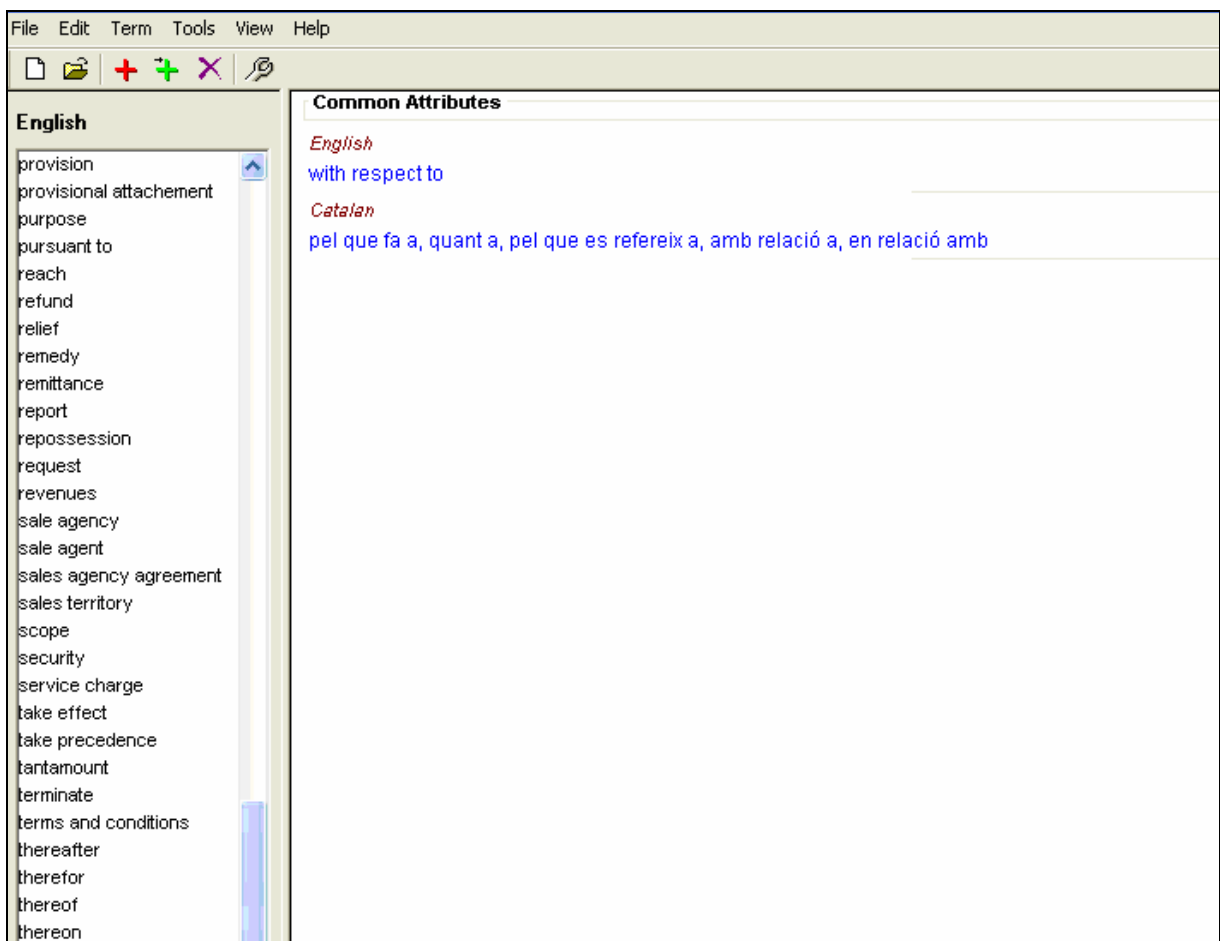 File Edit Term Tools View Help
English
provision
provisional attachement
purpose
pursuant to
reach
refund
relief
remedy
remittance
report
repossession
request
revenues
sale agency
sale agent
sales agency agreement
sales territory
scope
security
service charge
take effect
take precedence
tantamount
terminate
terms and conditions
thereafter
therefor
thereof
thereon
Common Attributes
English
with respect to
Catalan
pel que fa a, quant a, pel que es refereix a, amb relació a, en relació amb